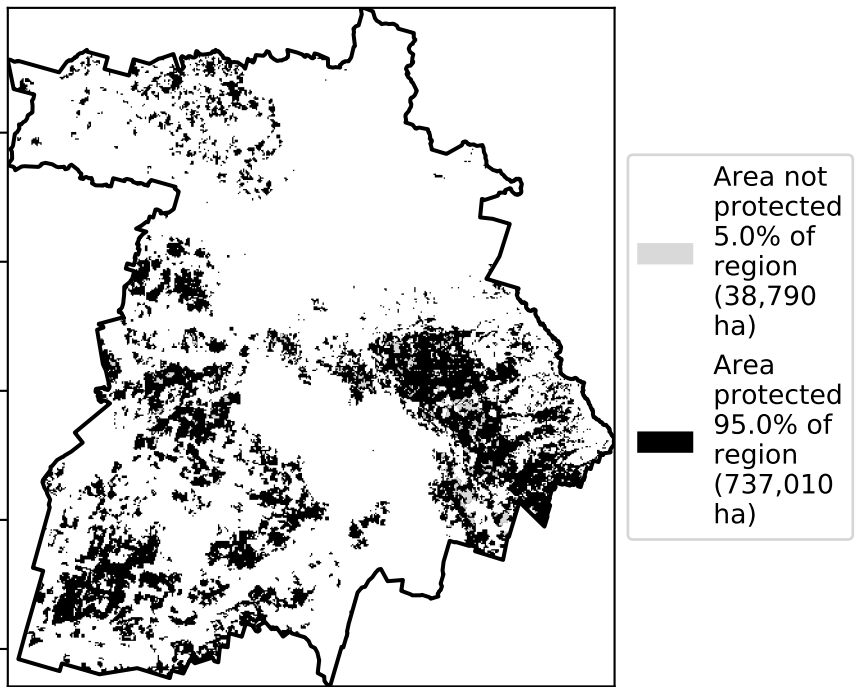 Area not
protected
5.0% of
region
(38,790
ha)
Area
protected
95.0% of
region
(737,010
ha)